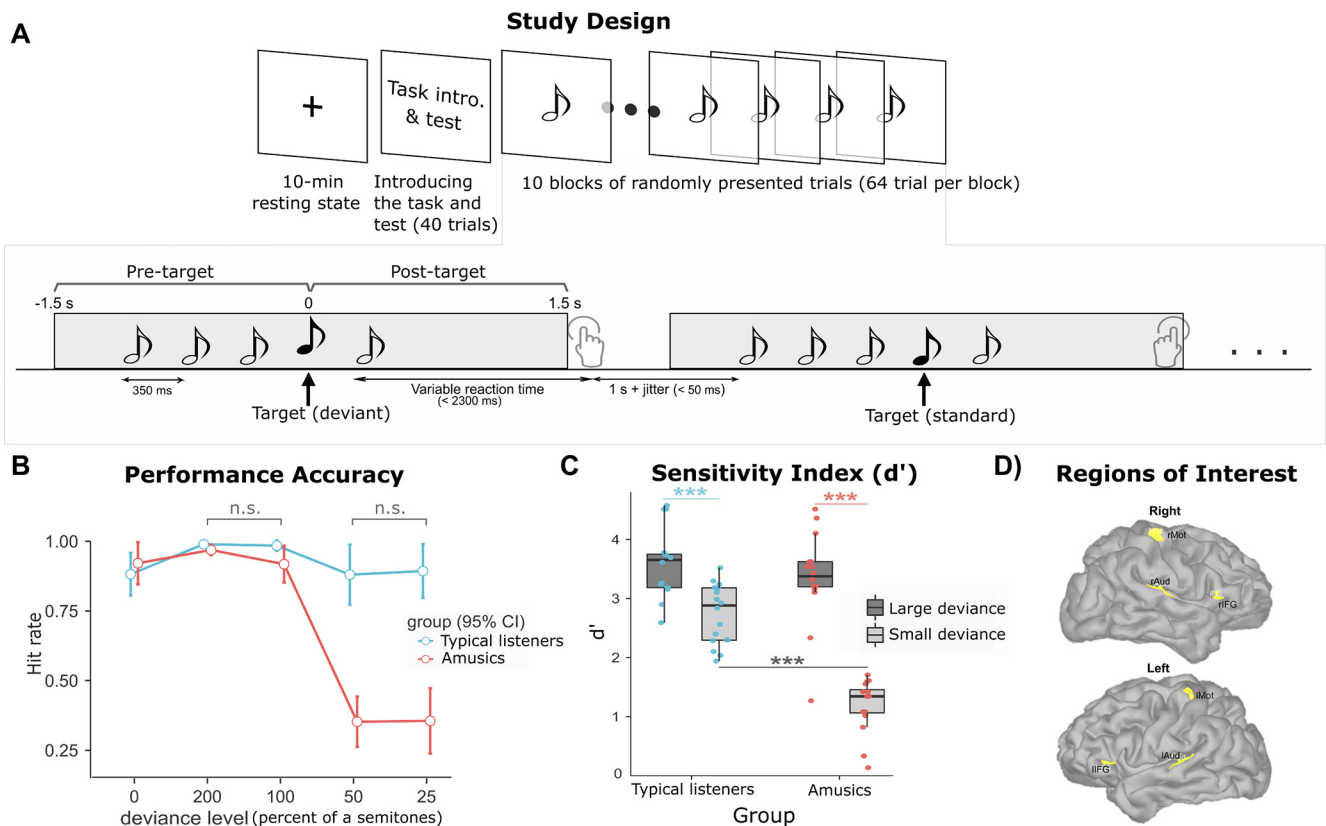 A
Study Design
+
Task intro.
& test
10-min
resting state
Introducing
the task and
test (40 trials)
10 blocks of randomly presented trials (64 trial per block)
Pre-target
Post-target
-1.5 s
0
1.5 s
350 ms
Variable reaction time
(< 2300 ms)
1 s + jitter (< 50 ms)
. . .
Target (deviant)
Target (standard)
B
Performance Accuracy
n.s.
n.s.
1.00
0.75
0.50
0.25
Hit rate
group (95% CI)
Typical listeners
Amusics
0
200
100
50
25
deviance level (percent of a semitones)
C
Sensitivity Index (d')
***
***
***
4
3
2
1
0
d'
Large deviance
Small deviance
Typical listeners
Amusics
Group
D)
Regions of Interest
Right
rMot
rAud
rIFG
Left
lMot
lAud
lIFG